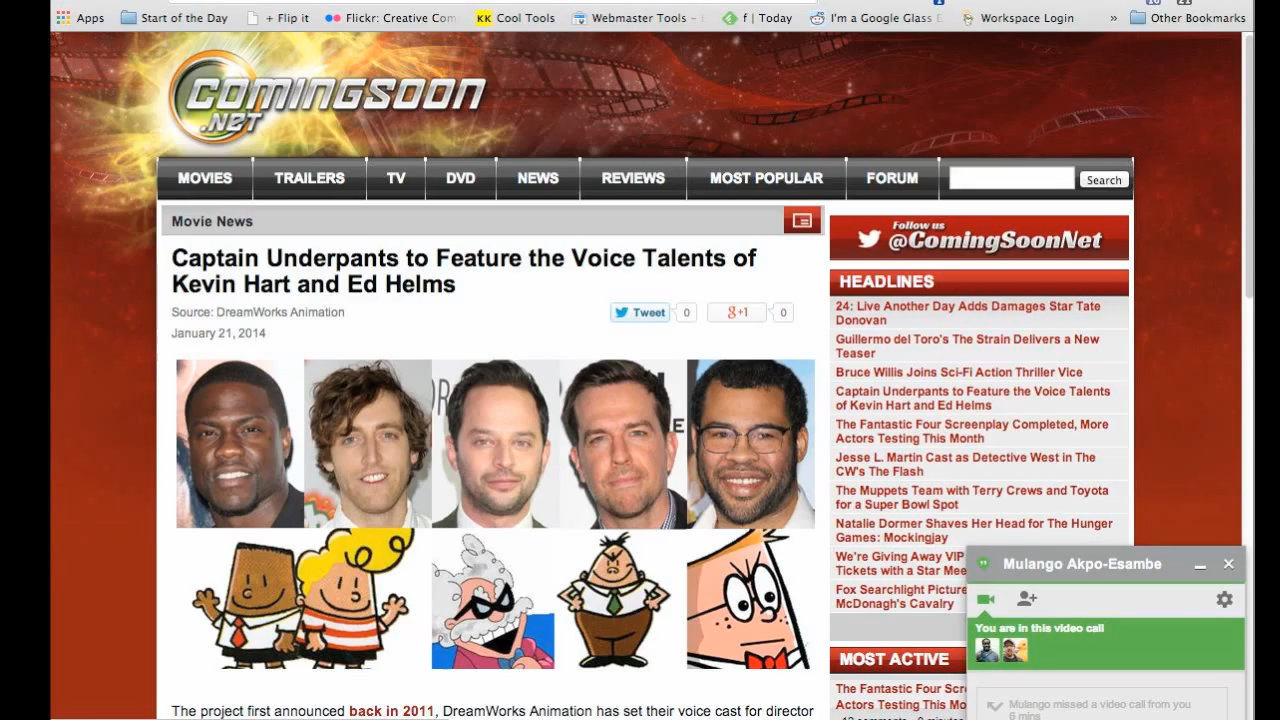 Apps
Start of the Day
+ Flip it
Flickr: Creative Com
KK Cool Tools
Webmaster Tools –
f | Today
I'm a Google Glass E
Workspace Login
»
Other Bookmarks
COMINGSOON
.NET
MOVIES
TRAILERS
TV
DVD
NEWS
REVIEWS
MOST POPULAR
FORUM
Search
Movie News
Captain Underpants to Feature the Voice Talents of
Kevin Hart and Ed Helms
Source: DreamWorks Animation
January 21, 2014
Tweet
0
g+1
0
The project first announced back in 2011, DreamWorks Animation has set their voice cast for director
Follow us
@ComingSoonNet
HEADLINES
24: Live Another Day Adds Damages Star Tate
Donovan
Guillermo del Toro's The Strain Delivers a New
Teaser
Bruce Willis Joins Sci-Fi Action Thriller Vice
Captain Underpants to Feature the Voice Talents
of Kevin Hart and Ed Helms
The Fantastic Four Screenplay Completed, More
Actors Testing This Month
Jesse L. Martin Cast as Detective West in The
CW's The Flash
The Muppets Team with Terry Crews and Toyota
for a Super Bowl Spot
Natalie Dormer Shaves Her Head for The Hunger
Games: Mockingjay
We're Giving Away VIP
Tickets with a Star Mee
Fox Searchlight Picture
McDonagh's Cavalry
MOST ACTIVE
The Fantastic Four Scre
Actors Testing This Mo
Mulango Akpo-Esambe
You are in this video call
Mulango missed a video call from you
6 mins